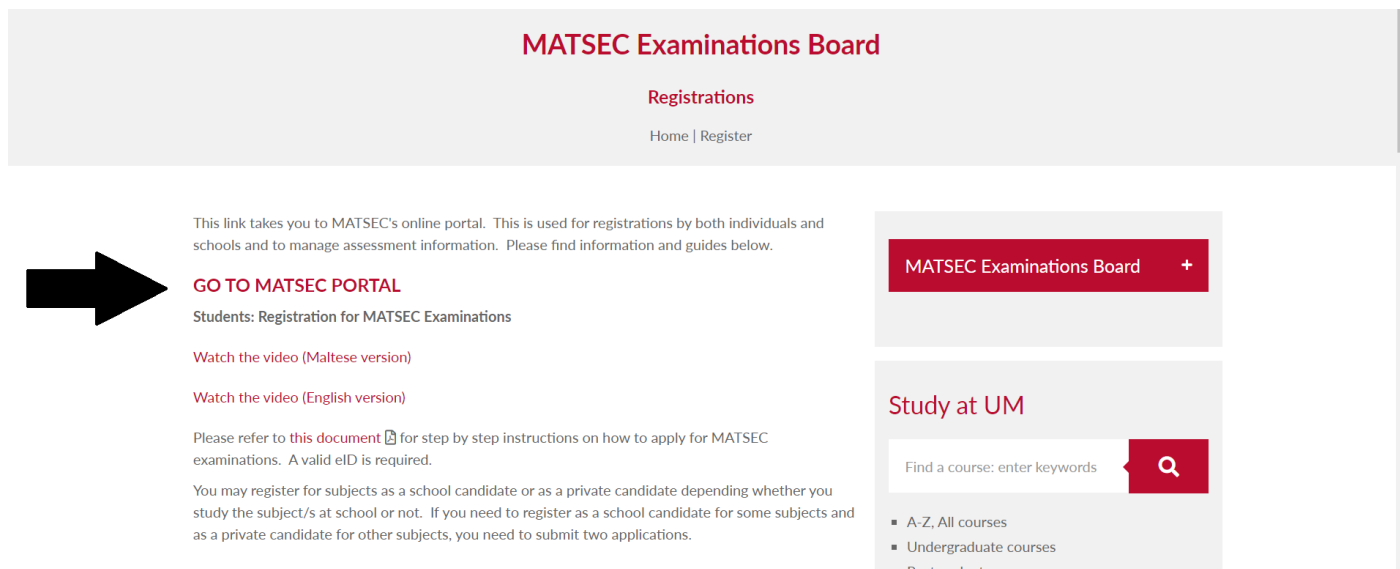 MATSEC Examinations Board
Registrations
Home | Register
This link takes you to MATSEC's online portal.  This is used for registrations by both individuals and
schools and to manage assessment information.  Please find information and guides below.
GO TO MATSEC PORTAL
Students: Registration for MATSEC Examinations
Watch the video (Maltese version)
Watch the video (English version)
Please refer to this document for step by step instructions on how to apply for MATSEC
examinations.  A valid eID is required.
You may register for subjects as a school candidate or as a private candidate depending whether you
study the subject/s at school or not.  If you need to register as a school candidate for some subjects and
as a private candidate for other subjects, you need to submit two applications.
MATSEC Examinations Board +
Study at UM
Find a course: enter keywords
A-Z, All courses
Undergraduate courses